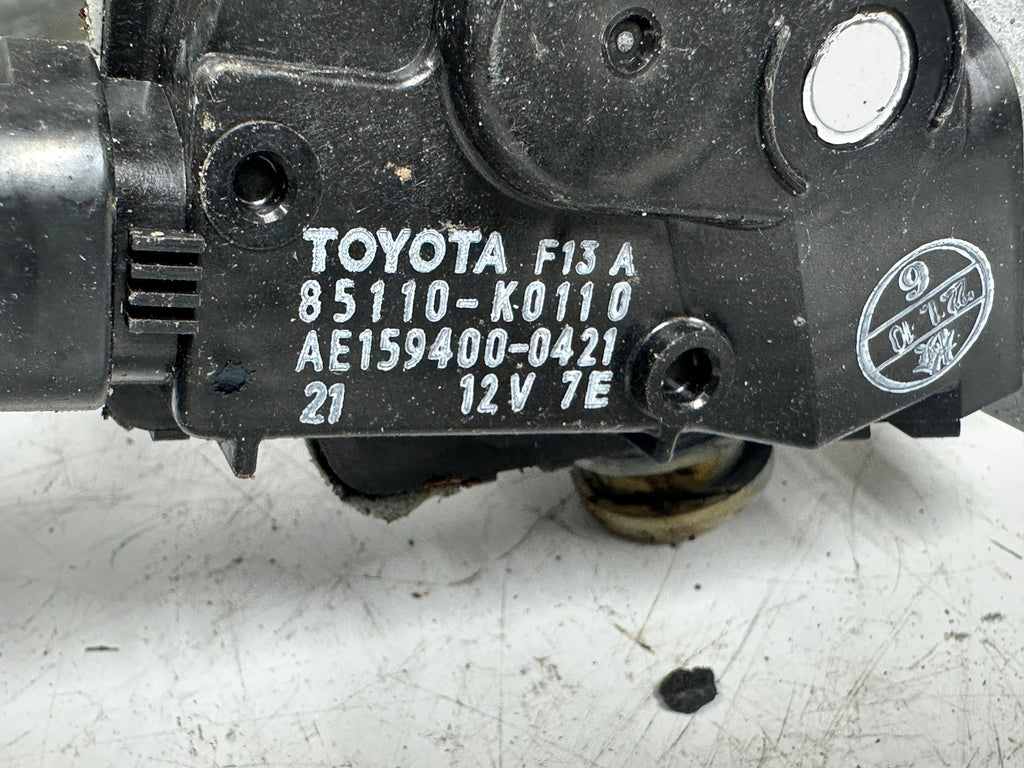 TOYOTA F13 A
85110-K0110
AE159400-0421
21 12V 7E